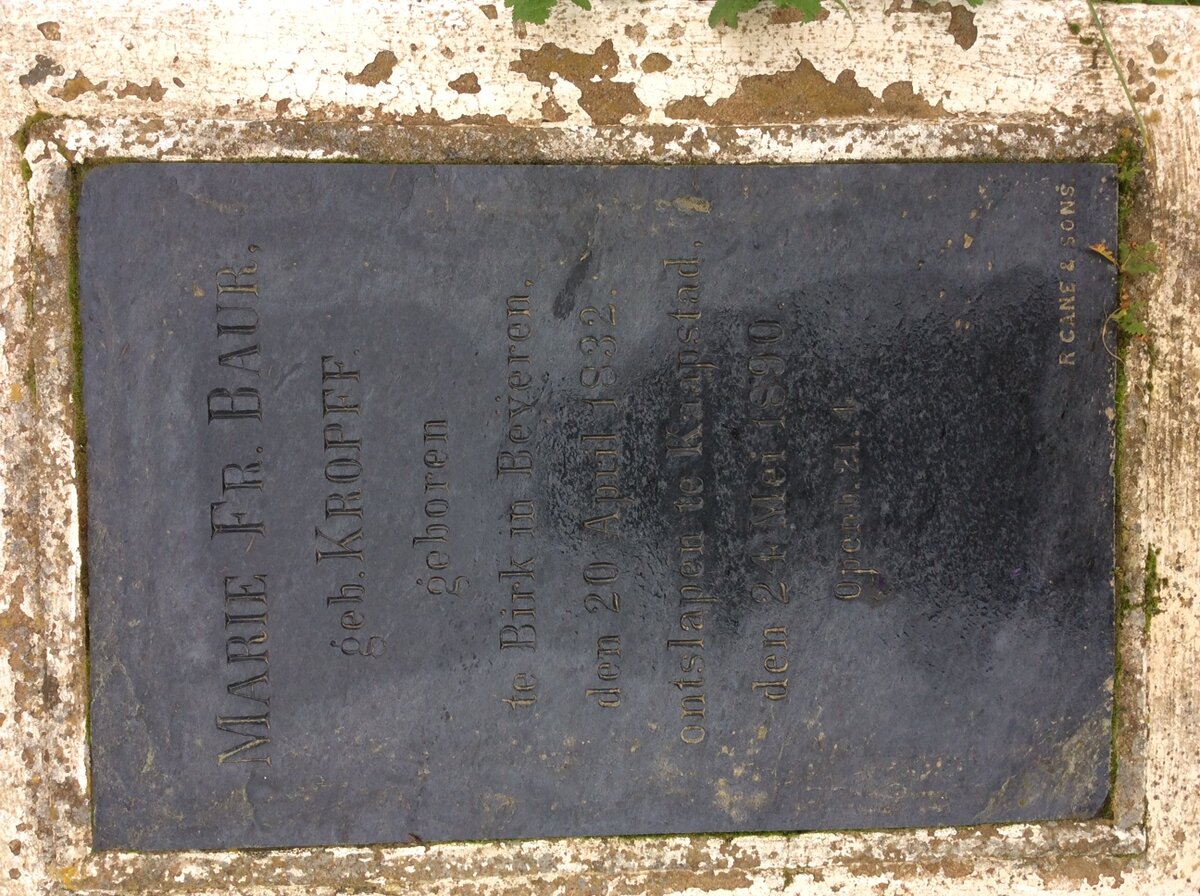 MARIE FR. BAUR,
geb. KROPFF.
geboren
te Birk in Beÿeren,
den 20 April 1832.
ontslapen te Kaapstad,
den 24 Mei 1890.
Openb. 21. 4
R CANE & SONS